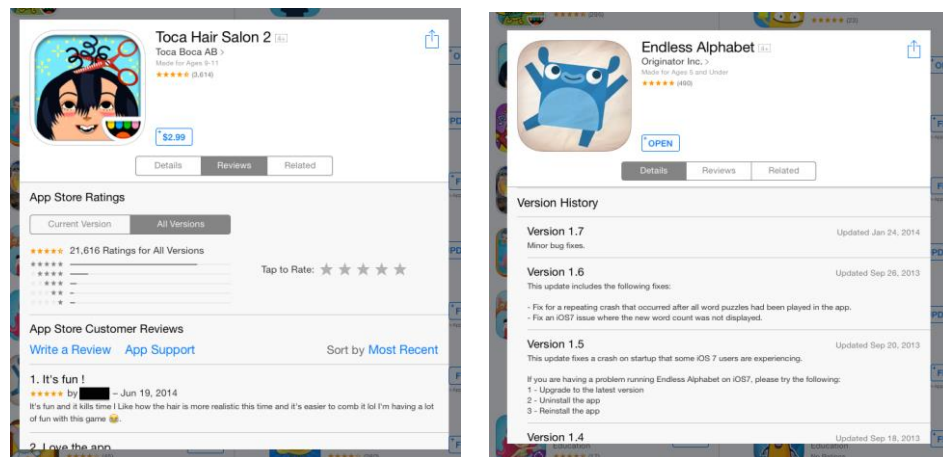 Toca Hair Salon 2 4+
Toca Boca AB >
Made for Ages 9-11
(3,614)
$2.99
Details Reviews Related
App Store Ratings
Current Version All Versions
21,616 Ratings for All Versions
Tap to Rate:
App Store Customer Reviews
Write a Review App Support Sort by Most Recent
1. It's fun !
by – Jun 19, 2014
It's fun and it kills time I Like how the hair is more realistic this time and it's easier to comb it lol I'm having a lot
of fun with this game 😂.
2. Love the app
Endless Alphabet 4+
Originator Inc. >
Made for Ages 5 and Under
(480)
OPEN
Details Reviews Related
Version History
Version 1.7 Updated Jan 24, 2014
Minor bug fixes.
Version 1.6 Updated Sep 26, 2013
This update includes the following fixes:
- Fix for a repeating crash that occurred after all word puzzles had been played in the app.
- Fix an iOS7 issue where the new word count was not displayed.
Version 1.5 Updated Sep 20, 2013
This update fixes a crash on startup that some iOS 7 users are experiencing.
If you are having a problem running Endless Alphabet on iOS7, please try the following:
1 - Upgrade to the latest version
2 - Uninstall the app
3 - Reinstall the app
Version 1.4 Updated Sep 18, 2013
Education
Education